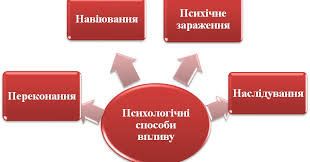 Навіювання
Психічне
зараження
Переконання
Наслідування
Психологічні
способи
впливу